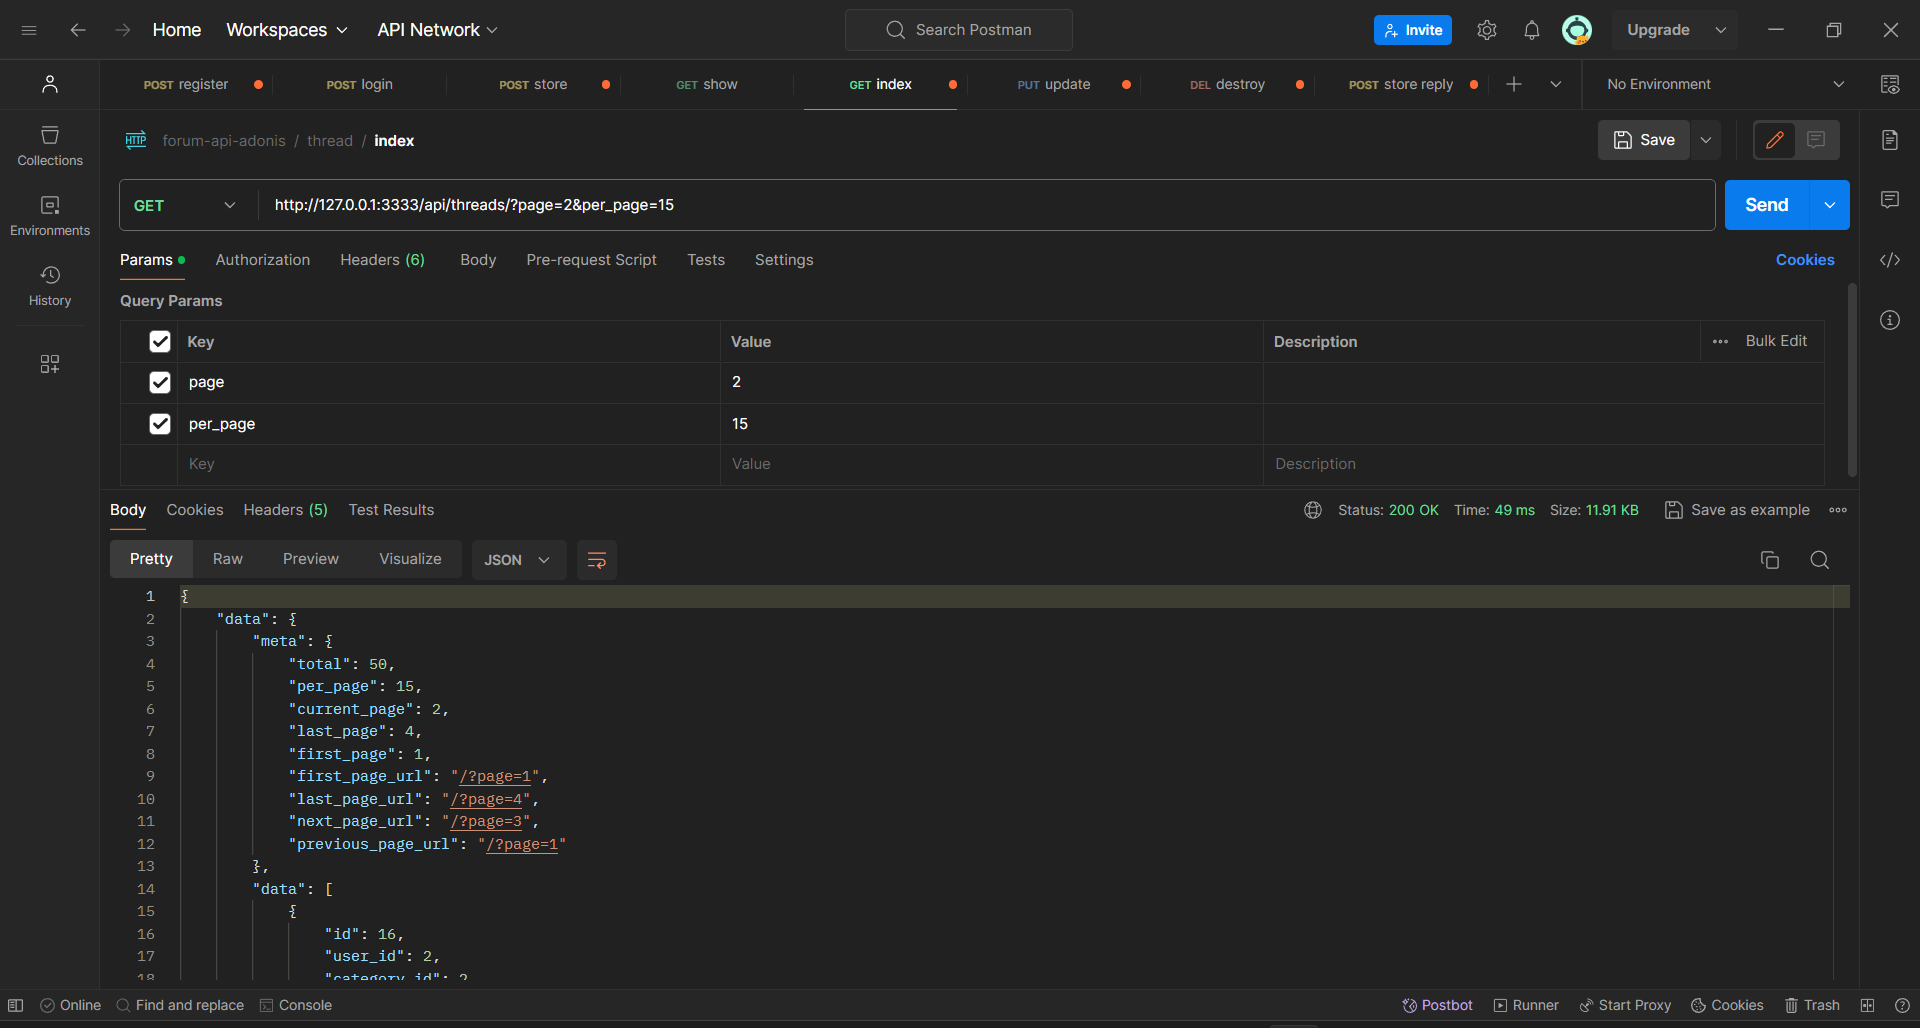 Home Workspaces API Network Search Postman Invite Upgrade
POST register POST login POST store GET show GET index PUT update DEL destroy POST store reply No Environment
HTTP forum-api-adonis / thread / index Save
Collections
GET http://127.0.0.1:3333/api/threads/?page=2&per_page=15 Send
Environments
Params Authorization Headers (6) Body Pre-request Script Tests Settings Cookies
History
Query Params
Key Value Description Bulk Edit
page 2
per_page 15
Key Value Description
Body Cookies Headers (5) Test Results Status: 200 OK Time: 49 ms Size: 11.91 KB Save as example
Pretty Raw Preview Visualize JSON
1 {
2 "data": {
3 "meta": {
4 "total": 50,
5 "per_page": 15,
6 "current_page": 2,
7 "last_page": 4,
8 "first_page": 1,
9 "first_page_url": "/?page=1",
10 "last_page_url": "/?page=4",
11 "next_page_url": "/?page=3",
12 "previous_page_url": "/?page=1"
13 },
14 "data": [
15 {
16 "id": 16,
17 "user_id": 2,
18 "category_id": 2
Online Find and replace Console Postbot Runner Start Proxy Cookies Trash